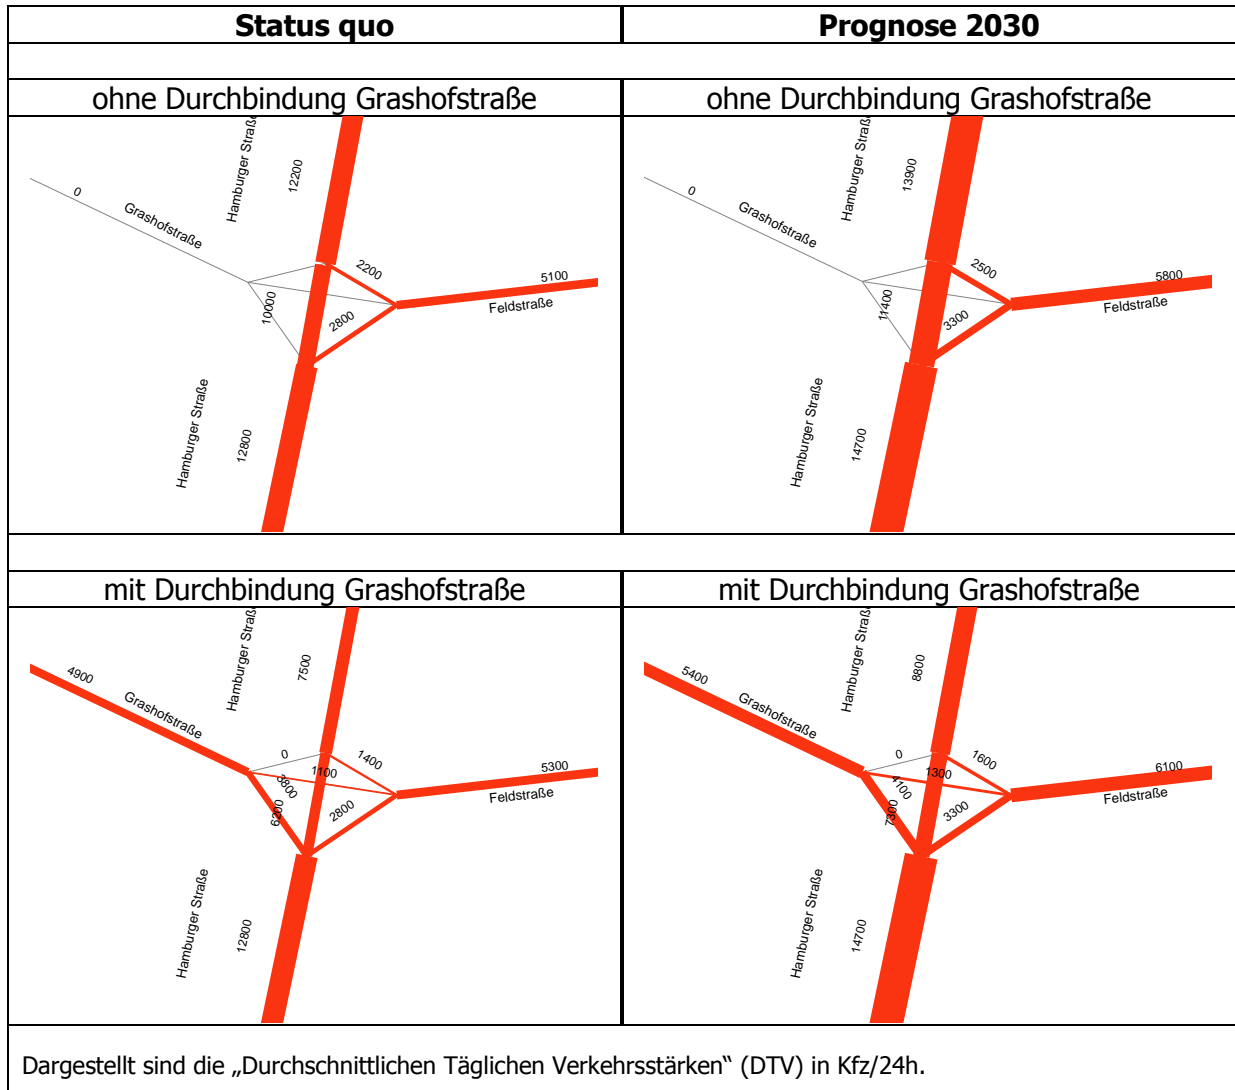 Status quo
Prognose 2030
ohne Durchbindung Grashofstraße
ohne Durchbindung Grashofstraße
Hamburger Straße
12200
0
Grashofstraße
2200
5100
Feldstraße
10000
2800
Hamburger Straße
12800
Hamburger Straße
13900
0
Grashofstraße
2500
5800
Feldstraße
11400
3300
Hamburger Straße
14700
mit Durchbindung Grashofstraße
mit Durchbindung Grashofstraße
Hamburger Straße
7500
4900
Grashofstraße
0
1400
1100
5300
Feldstraße
3800
6200
2800
Hamburger Straße
12800
Hamburger Straße
8800
5400
Grashofstraße
0
1600
1300
6100
Feldstraße
4100
7300
3300
Hamburger Straße
14700
Dargestellt sind die „Durchschnittlichen Täglichen Verkehrsstärken“ (DTV) in Kfz/24h.